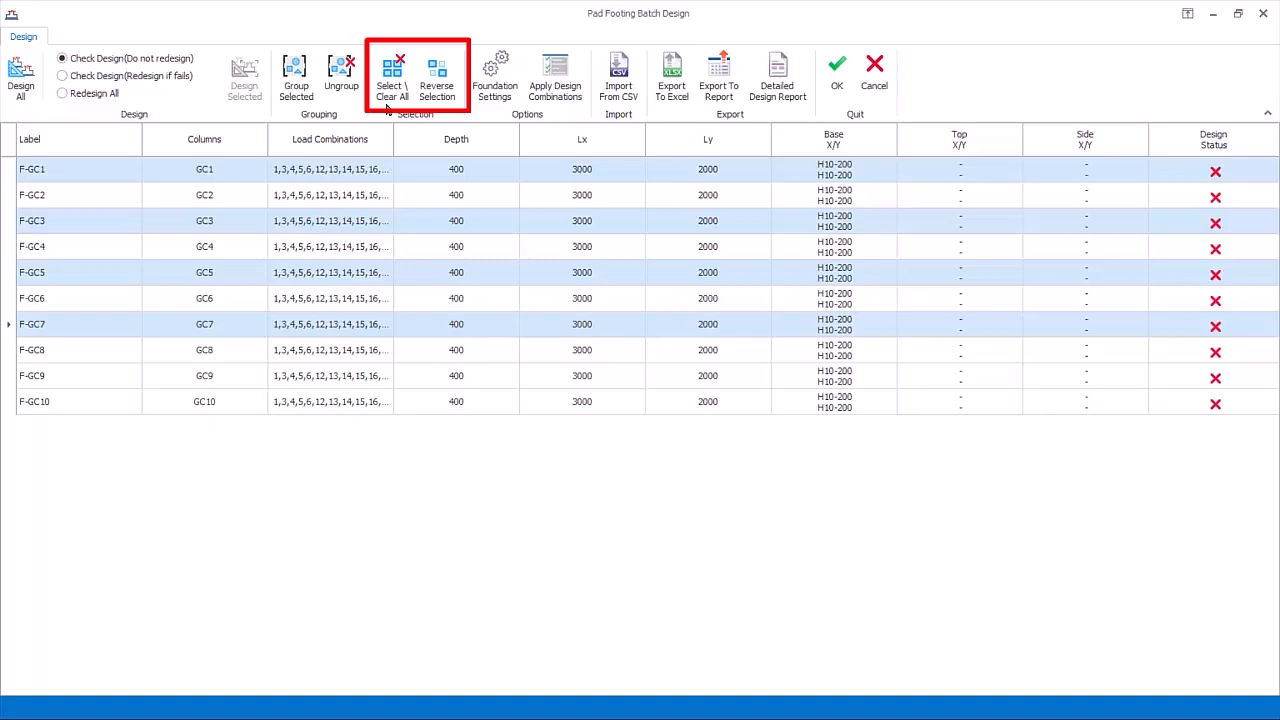 Pad Footing Batch Design
Design
Design All
Check Design(Do not redesign)
Check Design(Redesign if fails)
Redesign All
Design Selected
Group Selected
Ungroup
Select \ Clear All
Reverse Selection
Foundation Settings
Apply Design Combinations
Import From CSV
Export To Excel
Export To Report
Detailed Design Report
OK
Cancel
Design
Grouping
Selection
Options
Import
Export
Quit
Label Columns Load Combinations Depth Lx Ly Base X/Y Top X/Y Side X/Y Design Status
F-GC1 GC1 1,3,4,5,6,12,13,14,15,16,... 400 3000 2000 H10-200 - -
H10-200 - -
F-GC2 GC2 1,3,4,5,6,12,13,14,15,16,... 400 3000 2000 H10-200 - -
H10-200 - -
F-GC3 GC3 1,3,4,5,6,12,13,14,15,16,... 400 3000 2000 H10-200 - -
H10-200 - -
F-GC4 GC4 1,3,4,5,6,12,13,14,15,16,... 400 3000 2000 H10-200 - -
H10-200 - -
F-GC5 GC5 1,3,4,5,6,12,13,14,15,16,... 400 3000 2000 H10-200 - -
H10-200 - -
F-GC6 GC6 1,3,4,5,6,12,13,14,15,16,... 400 3000 2000 H10-200 - -
H10-200 - -
F-GC7 GC7 1,3,4,5,6,12,13,14,15,16,... 400 3000 2000 H10-200 - -
H10-200 - -
F-GC8 GC8 1,3,4,5,6,12,13,14,15,16,... 400 3000 2000 H10-200 - -
H10-200 - -
F-GC9 GC9 1,3,4,5,6,12,13,14,15,16,... 400 3000 2000 H10-200 - -
H10-200 - -
F-GC10 GC10 1,3,4,5,6,12,13,14,15,16,... 400 3000 2000 H10-200 - -
H10-200 - -